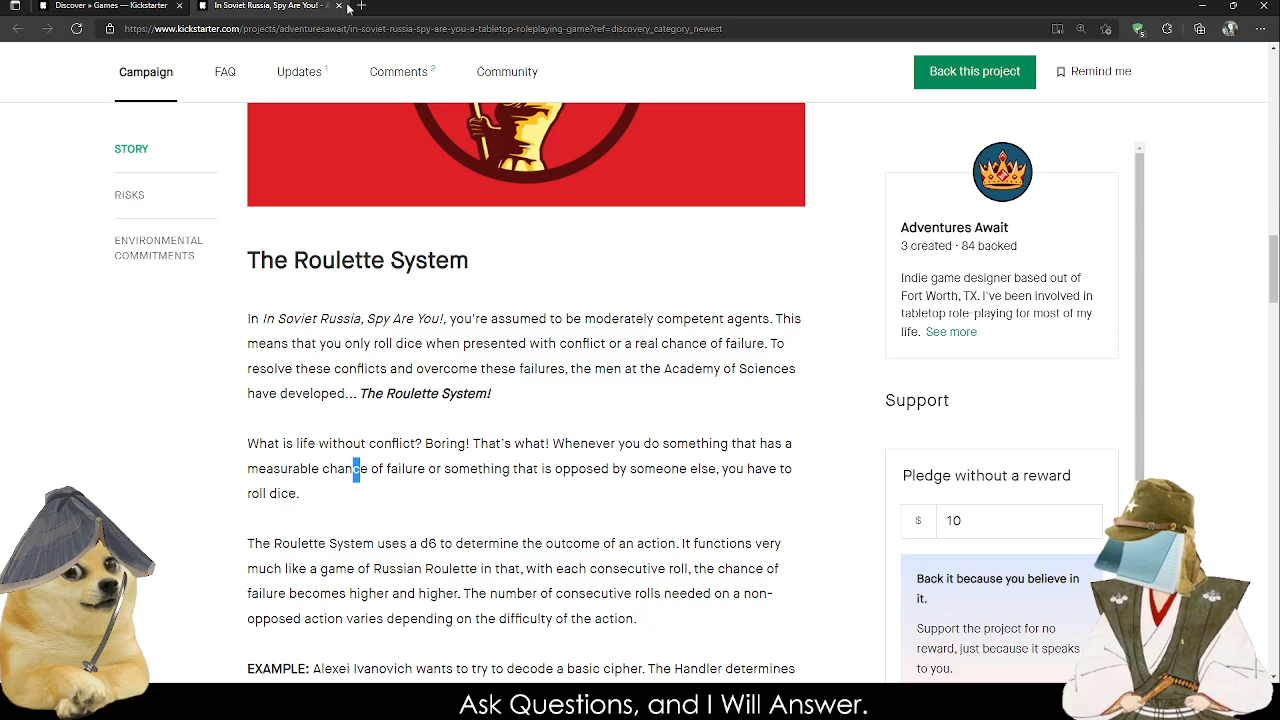 Discover » Games — Kickstarter
In Soviet Russia, Spy Are You! - A
https://www.kickstarter.com/projects/adventuresawait/in-soviet-russia-spy-are-you-a-tabletop-roleplaying-game?ref=discovery_category_newest
Campaign
FAQ
Updates 1
Comments 2
Community
Back this project
Remind me
STORY
RISKS
ENVIRONMENTAL
COMMITMENTS
The Roulette System
In In Soviet Russia, Spy Are You!, you're assumed to be moderately competent agents. This
means that you only roll dice when presented with conflict or a real chance of failure. To
resolve these conflicts and overcome these failures, the men at the Academy of Sciences
have developed... The Roulette System!
What is life without conflict? Boring! That's what! Whenever you do something that has a
measurable chance of failure or something that is opposed by someone else, you have to
roll dice.
The Roulette System uses a d6 to determine the outcome of an action. It functions very
much like a game of Russian Roulette in that, with each consecutive roll, the chance of
failure becomes higher and higher. The number of consecutive rolls needed on a non-
opposed action varies depending on the difficulty of the action.
EXAMPLE: Alexei Ivanovich wants to try to decode a basic cipher. The Handler determines
Adventures Await
3 created · 84 backed
Indie game designer based out of
Fort Worth, TX. I've been involved in
tabletop role-playing for most of my
life. See more
Support
Pledge without a reward
$ 10
Back it because you believe in
it.
Support the project for no
reward, just because it speaks
to you.
Ask Questions, and I Will Answer.